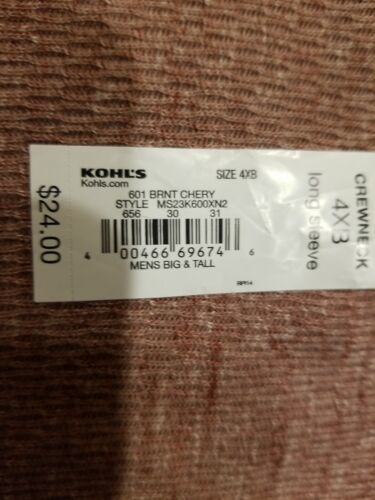 KOHL'S
Kohls.com
SIZE 4XB
601 BRNT CHERY
STYLE MS23K600XN2
656 30 31
4 00466 69674 6
MENS BIG & TALL
RPI14
$24.00
CREWNECK
4XB
long sleeve